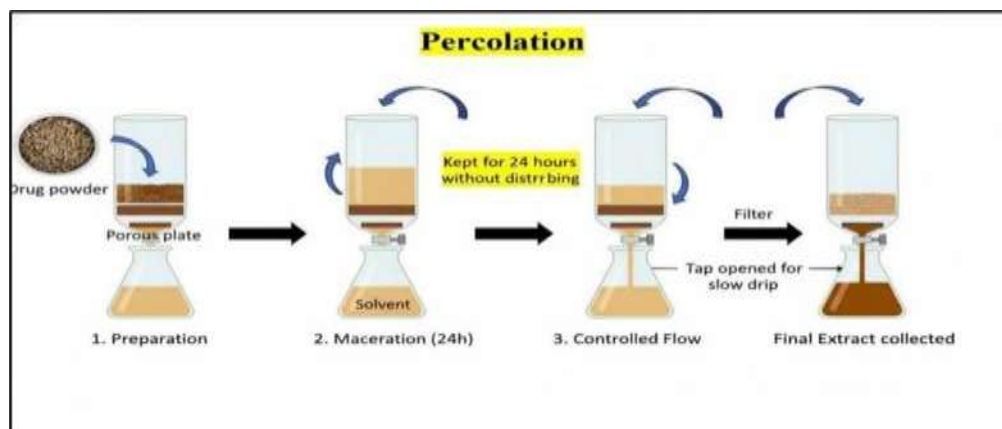 Percolation
Drug powder
Porous plate
1. Preparation
Solvent
2. Maceration (24h)
Kept for 24 hours
without distrrbing
3. Controlled Flow
Filter
Tap opened for
slow drip
Final Extract collected